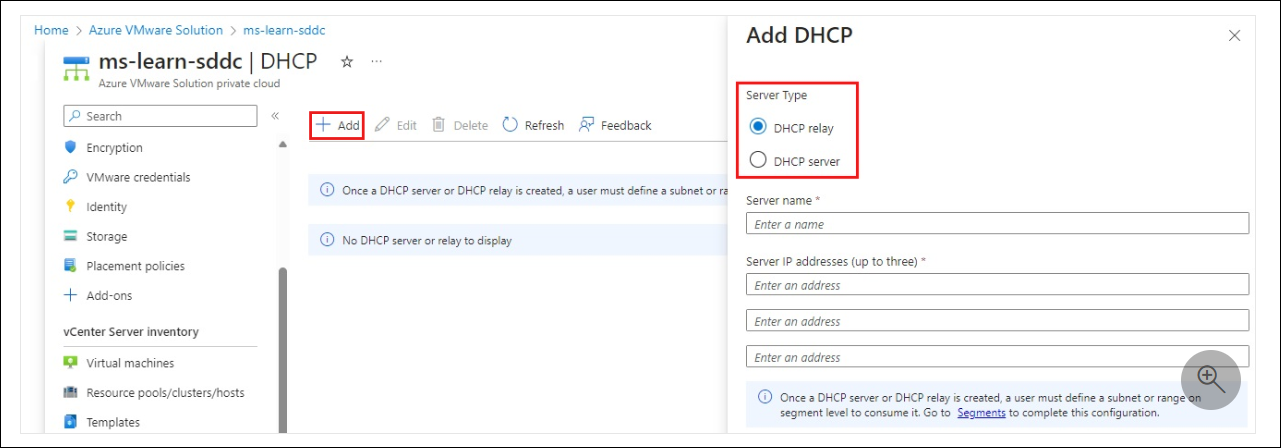 Home > Azure VMware Solution > ms-learn-sddc
ms-learn-sddc | DHCP ☆ ...
Azure VMware Solution private cloud
Search
«
Encryption
VMware credentials
Identity
Storage
Placement policies
Add-ons
vCenter Server inventory
Virtual machines
Resource pools/clusters/hosts
Templates
+ Add Edit Delete Refresh Feedback
Once a DHCP server or DHCP relay is created, a user must define a subnet or ra
No DHCP server or relay to display
Add DHCP
Server Type
DHCP relay
DHCP server
Server name *
Enter a name
Server IP addresses (up to three) *
Enter an address
Enter an address
Enter an address
Once a DHCP server or DHCP relay is created, a user must define a subnet or range on
segment level to consume it. Go to Segments to complete this configuration.